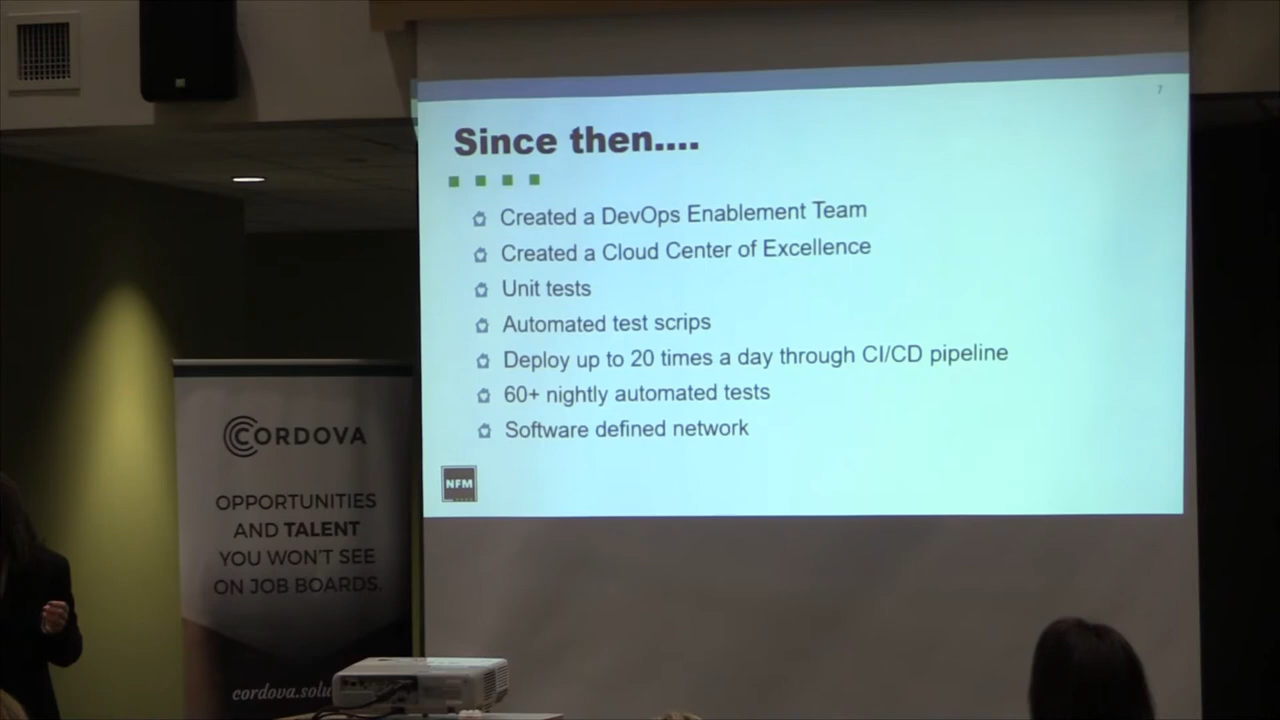 7
Since then....
Created a DevOps Enablement Team
Created a Cloud Center of Excellence
Unit tests
Automated test scrips
Deploy up to 20 times a day through CI/CD pipeline
60+ nightly automated tests
Software defined network
NFM
CORDOVA
OPPORTUNITIES
AND TALENT
YOU WON'T SEE
ON JOB BOARDS.